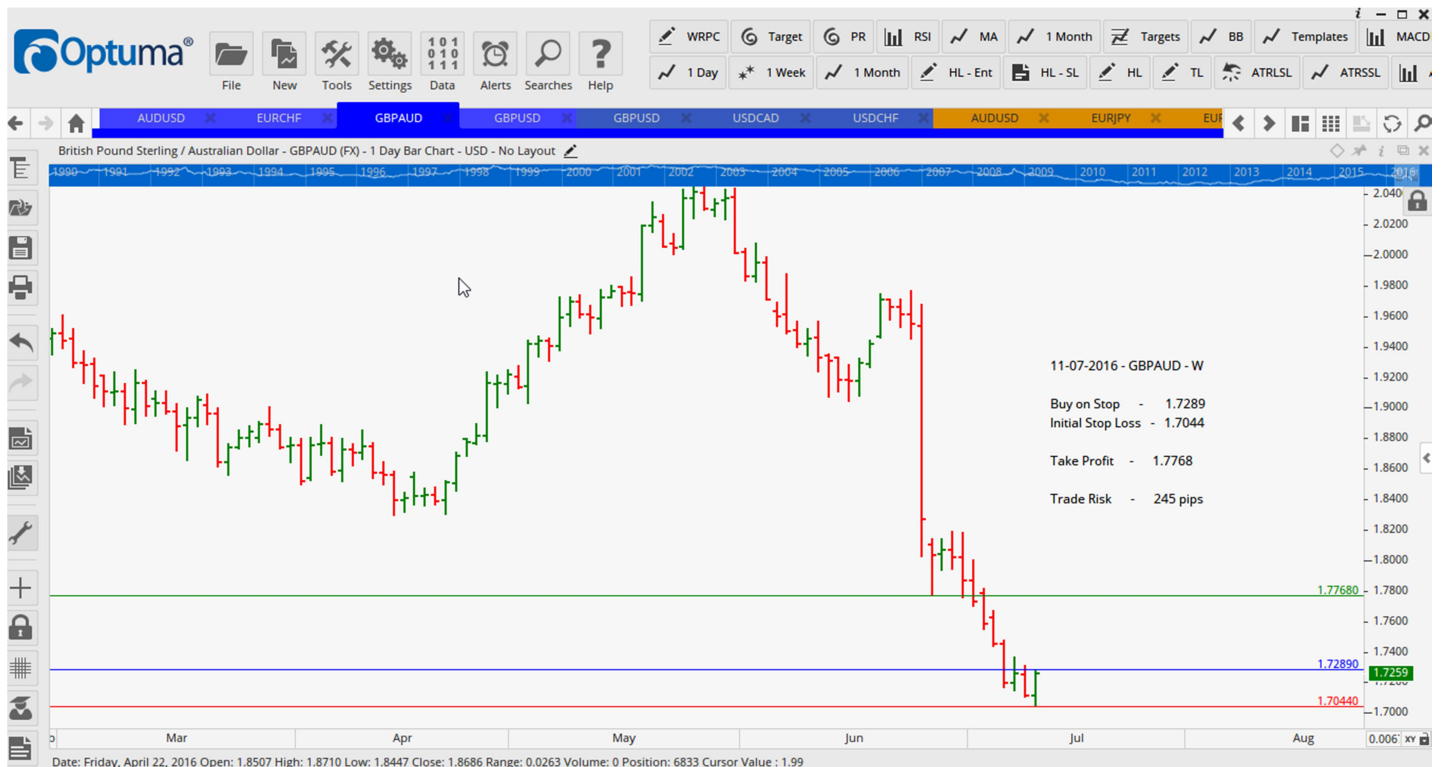 WRPC Target PR RSI MA 1 Month Targets BB Templates MACD
Optuma®
1 Day 1 Week 1 Month HL - Ent HL - SL HL TL ATRLSL ATRSSL
File New Tools Settings Data Alerts Searches Help
AUDUSD EURCHF GBPAUD GBPUSD GBPUSD USDCAD USDCHF AUDUSD EURJPY EUR
British Pound Sterling / Australian Dollar - GBPAUD (FX) - 1 Day Bar Chart - USD - No Layout
1990 1991 1992 1993 1994 1995 1996 1997 1998 1999 2000 2001 2002 2003 2004 2005 2006 2007 2008 2009 2010 2011 2012 2013 2014 2015 2016
2.040
2.0200
2.0000
1.9800
1.9600
1.9400
1.9200
1.9000
1.8800
1.8600
1.8400
1.8200
1.8000
1.7800
1.7600
1.7400
1.7259
1.7200
1.7000
11-07-2016 - GBPAUD - W
Buy on Stop - 1.7289
Initial Stop Loss - 1.7044
Take Profit - 1.7768
Trade Risk - 245 pips
1.77680
1.72890
1.70440
Mar Apr May Jun Jul Aug 0.006 XY
Date: Friday, April 22, 2016 Open: 1.8507 High: 1.8710 Low: 1.8447 Close: 1.8686 Range: 0.0263 Volume: 0 Position: 6833 Cursor Value : 1.99